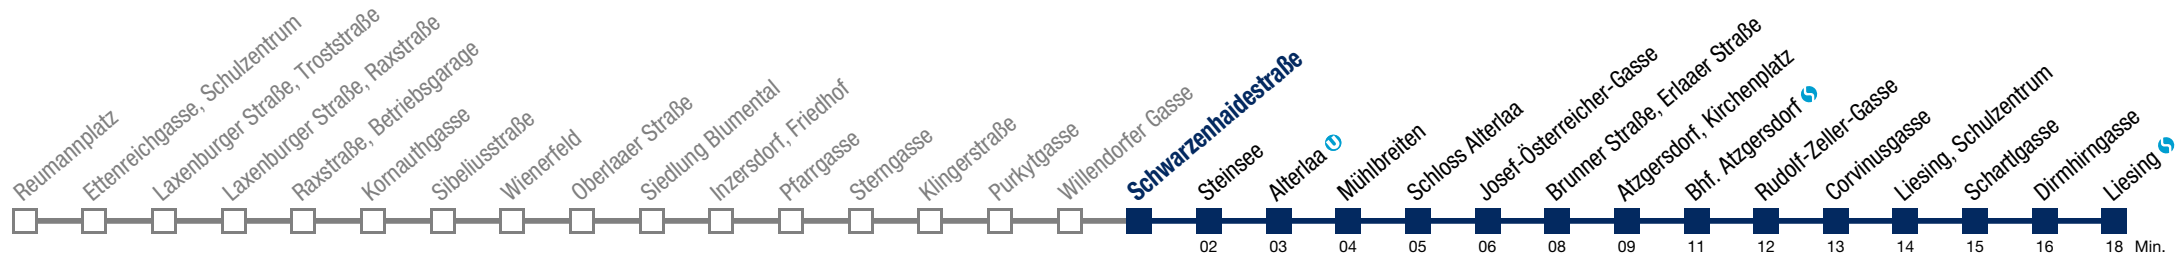 Reumannplatz
Ettenreichgasse, Schulzentrum
Laxenburger Straße, Troststraße
Laxenburger Straße, Raxstraße
Raxstraße, Betriebsgarage
Kornauthgasse
Sibeliusstraße
Wienerfeld
Oberlaaer Straße
Siedlung Blumental
Inzersdorf, Friedhof
Pfarrgasse
Sterngasse
Klingerstraße
Purkytgasse
Willendorfer Gasse
Schwarzenhaidestraße
Steinsee
Alterlaa U
Mühlbreiten
Schloss Alterlaa
Josef-Österreicher-Gasse
Brunner Straße, Erlaaer Straße
Atzgersdorf, Kirchenplatz
Bhf. Atzgersdorf S
Rudolf-Zeller-Gasse
Corvinusgasse
Liesing, Schulzentrum
Schartlgasse
Dirmhirngasse
Liesing S
02 03 04 05 06 08 09 11 12 13 14 15 16 18 Min.